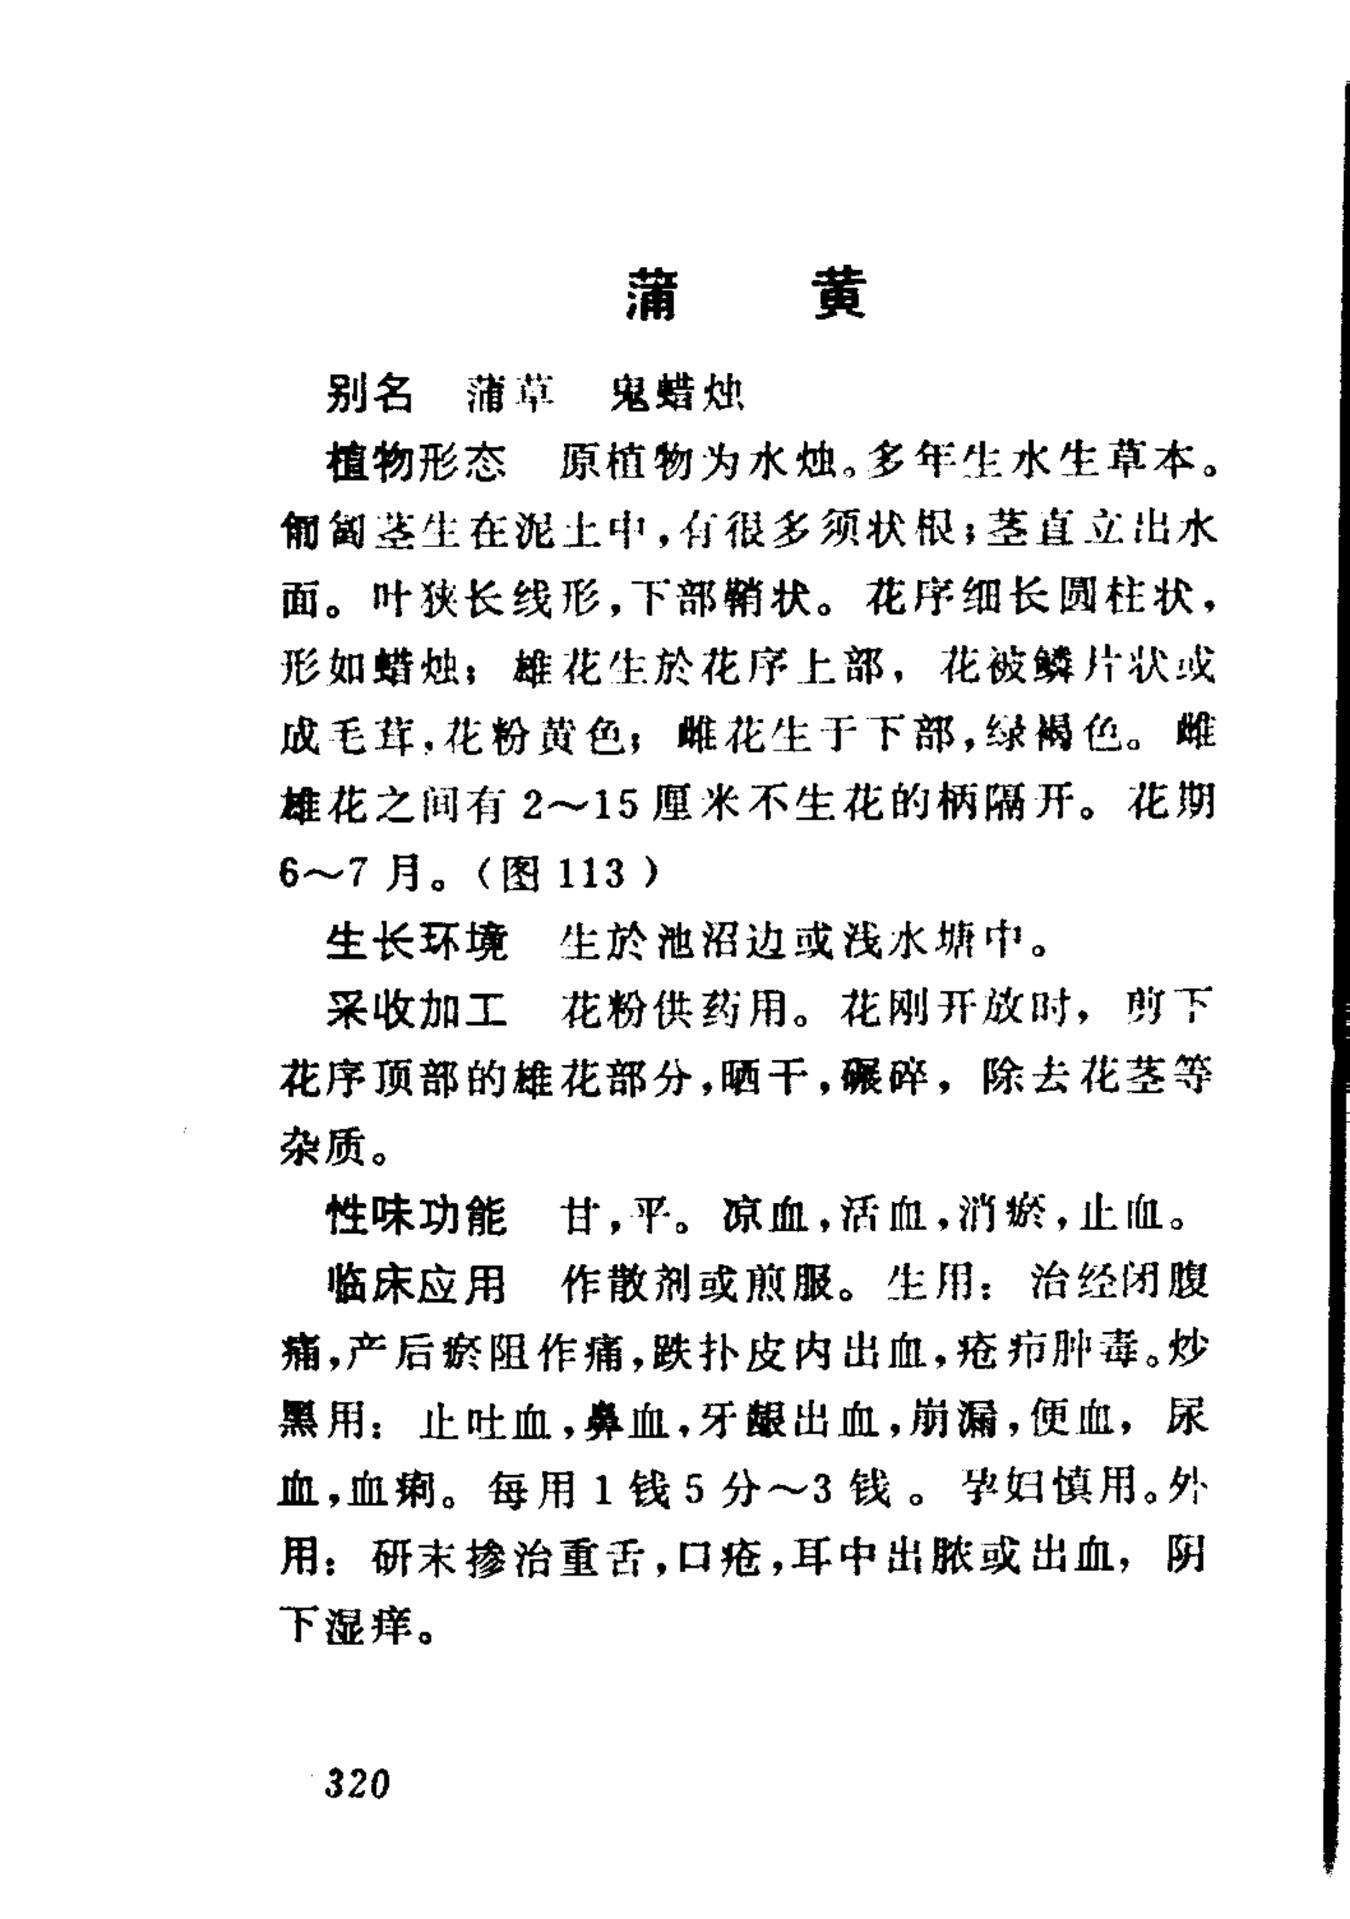 蒲 黄
别名 蒲草 鬼蜡烛
植物形态 原植物为水烛。多年生水生草本。
匍匐茎生在泥土中，有很多须状根；茎直立出水
面。叶狭长线形，下部鞘状。花序细长圆柱状，
形如蜡烛；雄花生於花序上部，花被鳞片状或
成毛茸，花粉黄色；雌花生于下部，绿褐色。雌
雄花之间有2～15厘米不生花的柄隔开。花期
6～7月。（图113）
生长环境 生於池沼边或浅水塘中。
采收加工 花粉供药用。花刚开放时，剪下
花序顶部的雄花部分，晒干，碾碎，除去花茎等
杂质。
性味功能 甘，平。凉血，活血，消瘀，止血。
临床应用 作散剂或煎服。生用：治经闭腹
痛，产后瘀阻作痛，跌扑皮内出血，疮疖肿毒。炒
黑用：止吐血，鼻血，牙龈出血，崩漏，便血，尿
血，血痢。每用1钱5分～3钱。孕妇慎用。外
用：研末掺治重舌，口疮，耳中出脓或出血，阴
下湿痒。
320